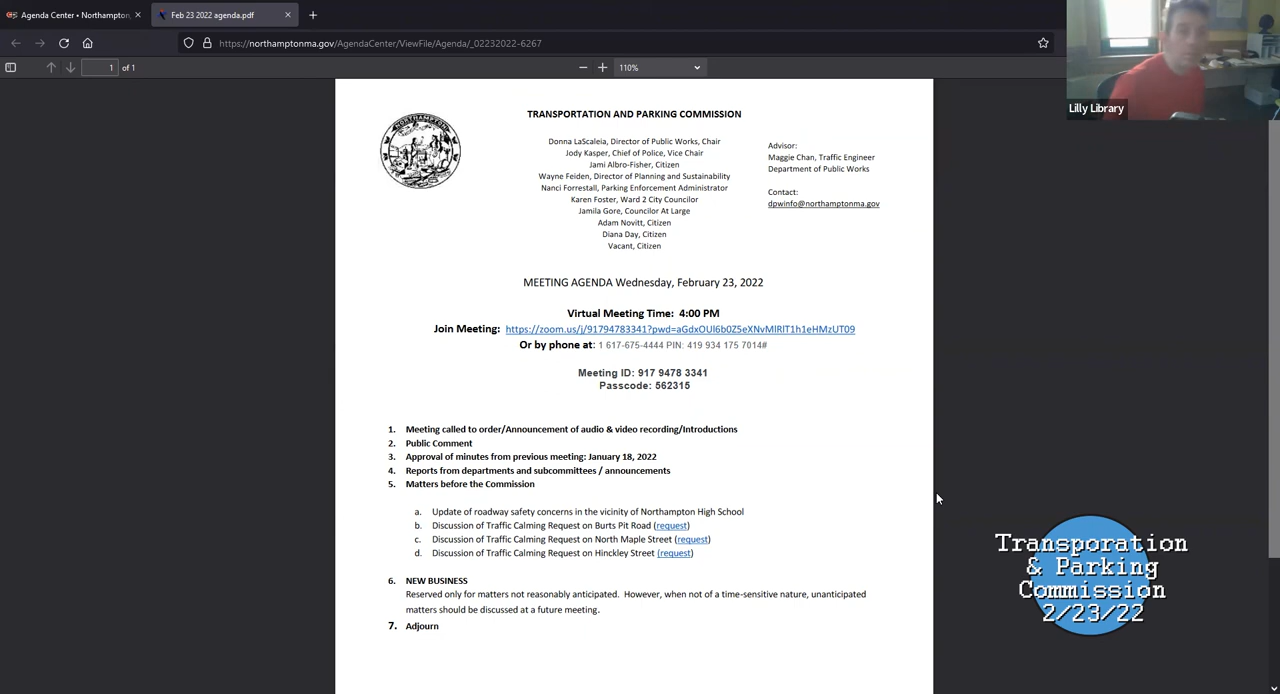 Agenda Center • Northampton,
Feb 23 2022 agenda.pdf
https://northamptonma.gov/AgendaCenter/ViewFile/Agenda/_02232022-6267
1 of 1
110%
Lilly Library
NORTHAMPTON
TRANSPORTATION AND PARKING COMMISSION
Donna LaScaleia, Director of Public Works, Chair
Jody Kasper, Chief of Police, Vice Chair
Jami Albro-Fisher, Citizen
Wayne Feiden, Director of Planning and Sustainability
Nanci Forrestall, Parking Enforcement Administrator
Karen Foster, Ward 2 City Councilor
Jamila Gore, Councilor At Large
Adam Novitt, Citizen
Diana Day, Citizen
Vacant, Citizen
Advisor:
Maggie Chan, Traffic Engineer
Department of Public Works
Contact:
dpwinfo@northamptonma.gov
MEETING AGENDA Wednesday, February 23, 2022
Virtual Meeting Time: 4:00 PM
Join Meeting: https://zoom.us/j/91794783341?pwd=aGdxOUl6b0Z5eXNvMlRlT1h1eHMzUT09
Or by phone at: 1 617-675-4444 PIN: 419 934 175 7014#
Meeting ID: 917 9478 3341
Passcode: 562315
1. Meeting called to order/Announcement of audio & video recording/Introductions
2. Public Comment
3. Approval of minutes from previous meeting: January 18, 2022
4. Reports from departments and subcommittees / announcements
5. Matters before the Commission
a. Update of roadway safety concerns in the vicinity of Northampton High School
b. Discussion of Traffic Calming Request on Burts Pit Road (request)
c. Discussion of Traffic Calming Request on North Maple Street (request)
d. Discussion of Traffic Calming Request on Hinckley Street (request)
6. NEW BUSINESS
Reserved only for matters not reasonably anticipated. However, when not of a time-sensitive nature, unanticipated
matters should be discussed at a future meeting.
7. Adjourn
Transporation
& Parking
Commission
2/23/22